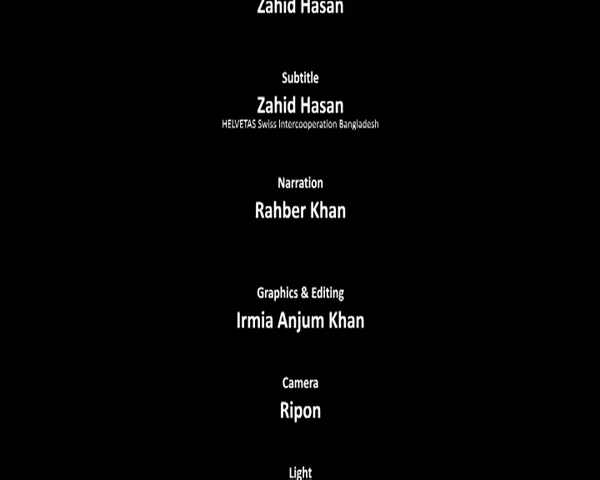 Zahid Hasan
Subtitle
Zahid Hasan
HELVETAS Swiss Intercooperation Bangladesh
Narration
Rahber Khan
Graphics & Editing
Irmia Anjum Khan
Camera
Ripon
Light